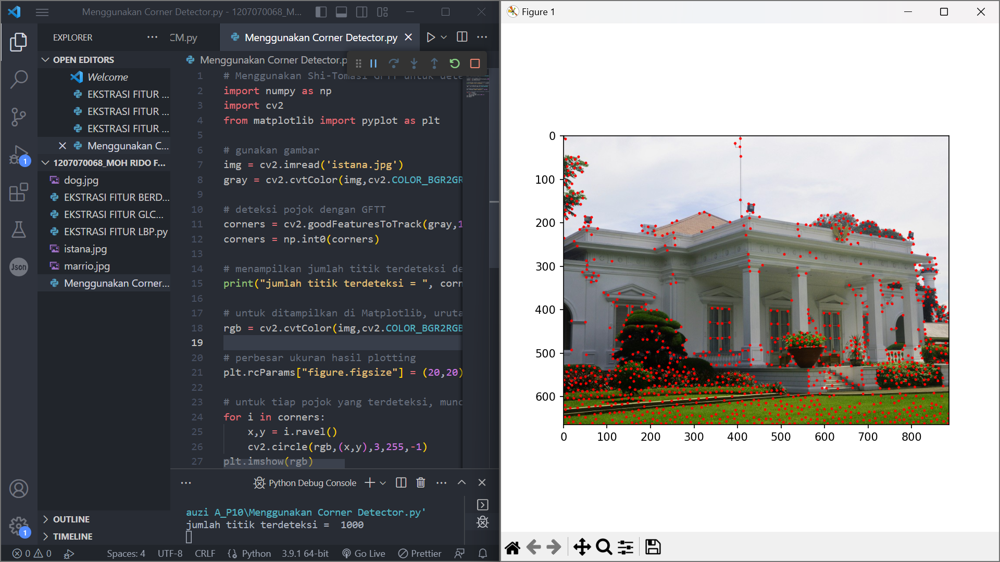 Menggunakan Corner Detector.py - 1207070068_M...
EXPLORER
CM.py
Menggunakan Corner Detector.py
OPEN EDITORS
Welcome
EKSTRASI FITUR ...
EKSTRASI FITUR ...
EKSTRASI FITUR ...
Menggunakan C...
1207070068_MOH RIDO F...
dog.jpg
EKSTRASI FITUR BERD...
EKSTRASI FITUR GLC...
EKSTRASI FITUR LBP.py
istana.jpg
marrio.jpg
Menggunakan Corner...
OUTLINE
TIMELINE
1
Json
1
Menggunakan Corner Detector.p
1 # Menggunakan Shi-Tomasi GFTT untuk dete
2 import numpy as np
3 import cv2
4 from matplotlib import pyplot as plt
5
6 # gunakan gambar
7 img = cv2.imread('istana.jpg')
8 gray = cv2.cvtColor(img,cv2.COLOR_BGR2GR
9
10 # deteksi pojok dengan GFTT
11 corners = cv2.goodFeaturesToTrack(gray,1
12 corners = np.int0(corners)
13
14 # menampilkan jumlah titik terdeteksi de
15 print("jumlah titik terdeteksi = ", corn
16
17 # untuk ditampilkan di Matplotlib, uruta
18 rgb = cv2.cvtColor(img,cv2.COLOR_BGR2RGB
19
20 # perbesar ukuran hasil plotting
21 plt.rcParams["figure.figsize"] = (20,20)
22
23 # untuk tiap pojok yang terdeteksi, munc
24 for i in corners:
25 x,y = i.ravel()
26 cv2.circle(rgb,(x,y),3,255,-1)
27 plt.imshow(rgb)
Python Debug Console
auzi A_P10\Menggunakan Corner Detector.py'
jumlah titik terdeteksi =  1000
0 0 Spaces: 4 UTF-8 CRLF Python 3.9.1 64-bit Go Live Prettier
Figure 1
0
100
200
300
400
500
600
0 100 200 300 400 500 600 700 800